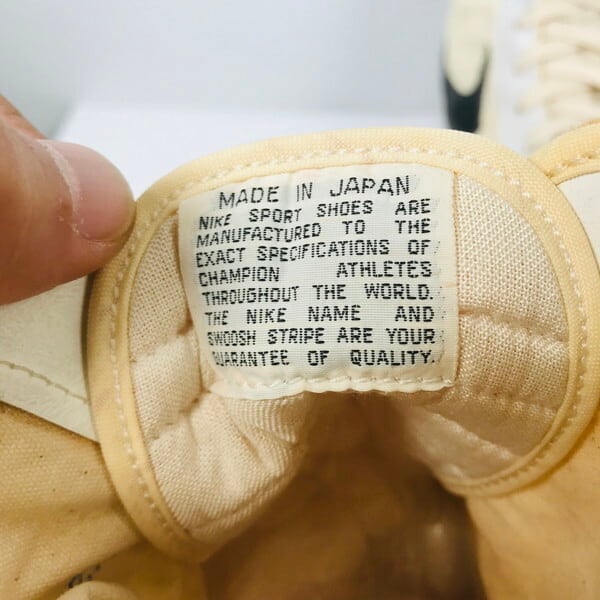 MADE IN JAPAN
NIKE SPORT SHOES ARE
MANUFACTURED TO THE
EXACT SPECIFICATIONS OF
CHAMPION ATHLETES
THROUGHOUT THE WORLD.
THE NIKE NAME AND
SWOOSH STRIPE ARE YOUR
GUARANTEE OF QUALITY.